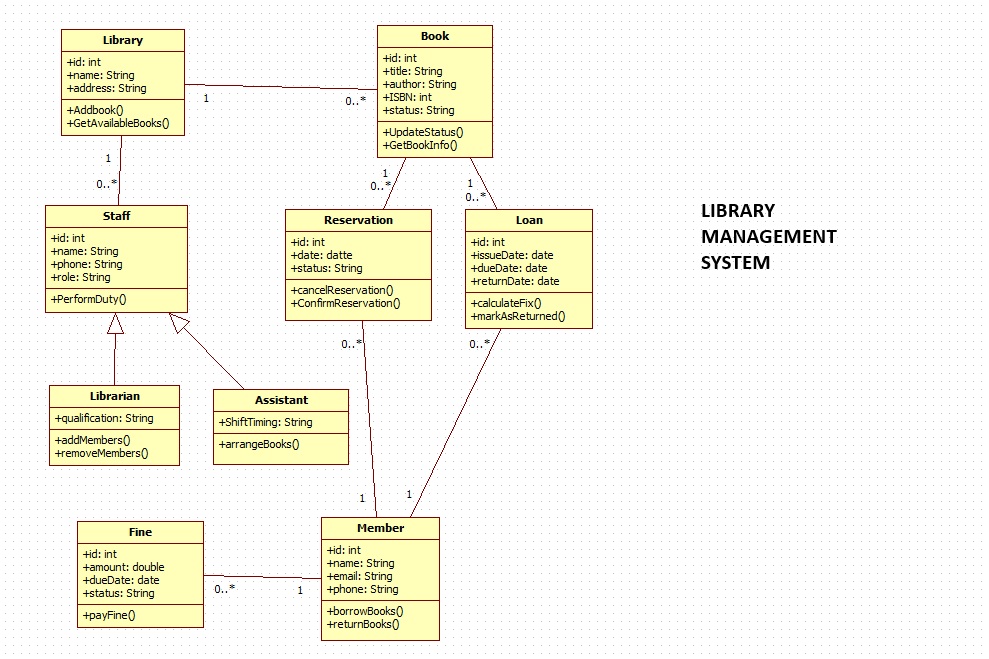 Library
+id: int
+name: String
+address: String
+Addbook()
+GetAvailableBooks()
1
0..*
Book
+id: int
+title: String
+author: String
+ISBN: int
+status: String
+UpdateStatus()
+GetBookInfo()
1
0..*
1
0..*
1
0..*
Staff
+id: int
+name: String
+phone: String
+role: String
+PerformDuty()
Reservation
+id: int
+date: datte
+status: String
+cancelReservation()
+ConfirmReservation()
Loan
+id: int
+issueDate: date
+dueDate: date
+returnDate: date
+calculateFix()
+markAsReturned()
LIBRARY
MANAGEMENT
SYSTEM
0..*
0..*
Librarian
+qualification: String
+addMembers()
+removeMembers()
Assistant
+ShiftTiming: String
+arrangeBooks()
1
1
Fine
+id: int
+amount: double
+dueDate: date
+status: String
+payFine()
0..*
1
Member
+id: int
+name: String
+email: String
+phone: String
+borrowBooks()
+returnBooks()